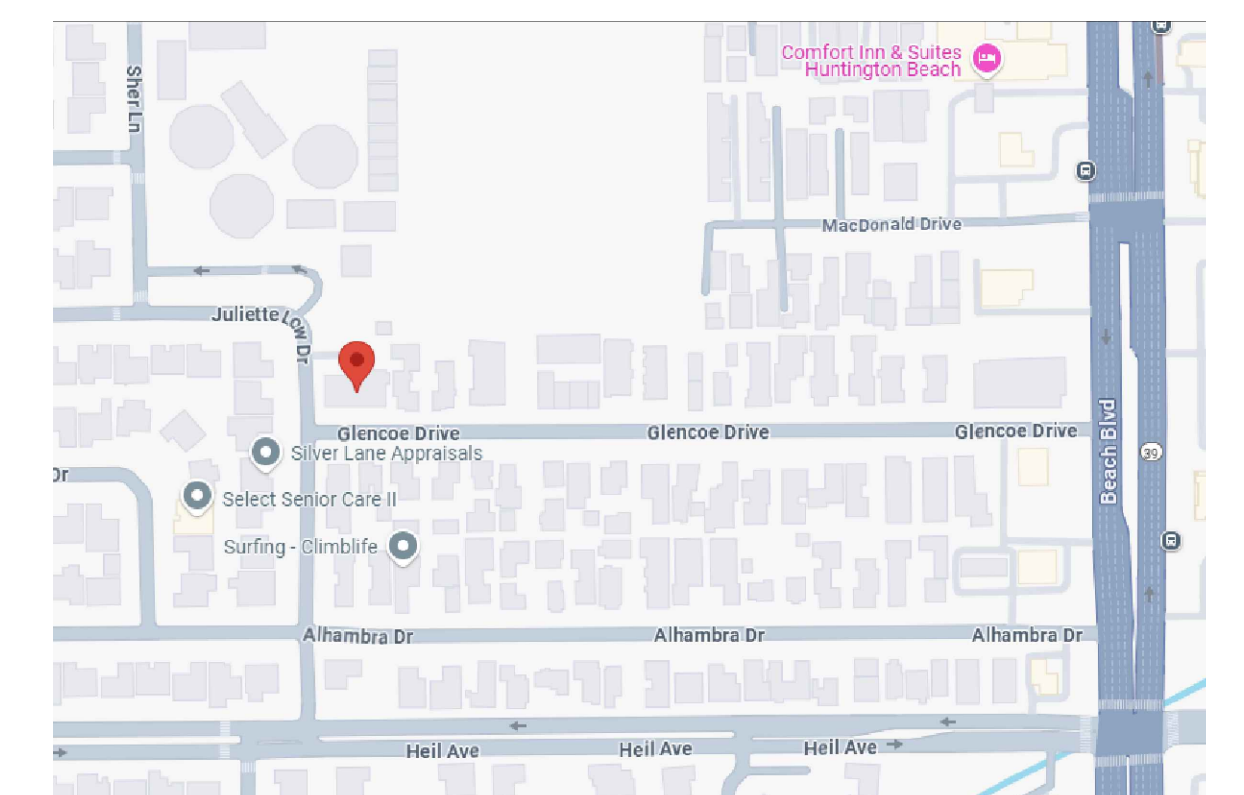 Comfort Inn & Suites
Huntington Beach
Sher Ln
MacDonald Drive
Juliette Low Dr
Glencoe Drive
Glencoe Drive
Glencoe Drive
Beach Blvd
39
Silver Lane Appraisals
Dr
Select Senior Care II
Surfing - Climblife
Alhambra Dr
Alhambra Dr
Alhambra Dr
Heil Ave
Heil Ave
Heil Ave